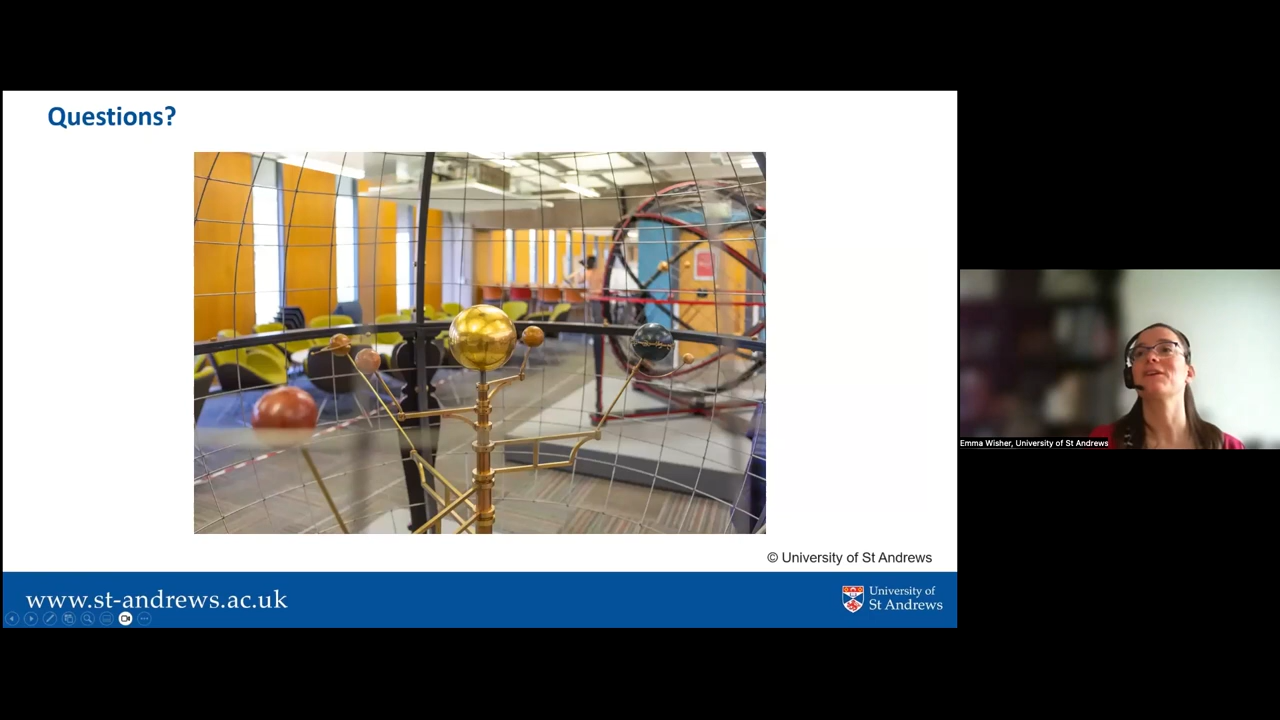 Questions?
© University of St Andrews
www.st-andrews.ac.uk
University of
St Andrews
Emma Wisher, University of St Andrews